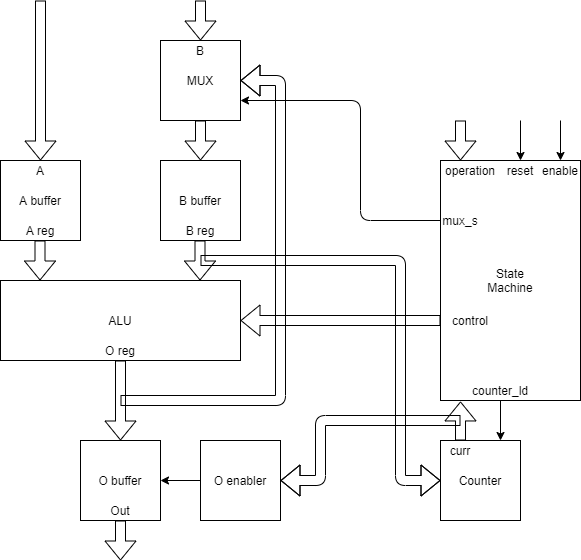 B
MUX
A
A buffer
A reg
B buffer
B reg
operation
reset
enable
mux_s
State
Machine
ALU
O reg
control
counter_ld
O buffer
Out
O enabler
curr
Counter